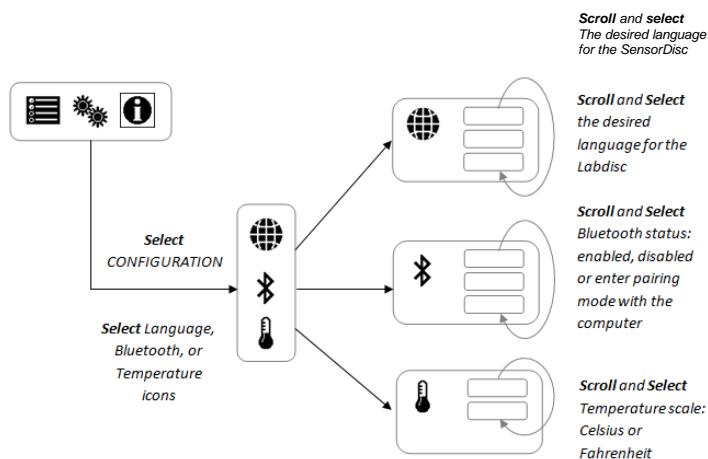 Scroll and select
The desired language
for the SensorDisc
Scroll and Select
the desired
language for the
Labdisc
Select
CONFIGURATION
Scroll and Select
Bluetooth status:
enabled, disabled
or enter pairing
mode with the
computer
Select Language,
Bluetooth, or
Temperature
icons
Scroll and Select
Temperature scale:
Celsius or
Fahrenheit